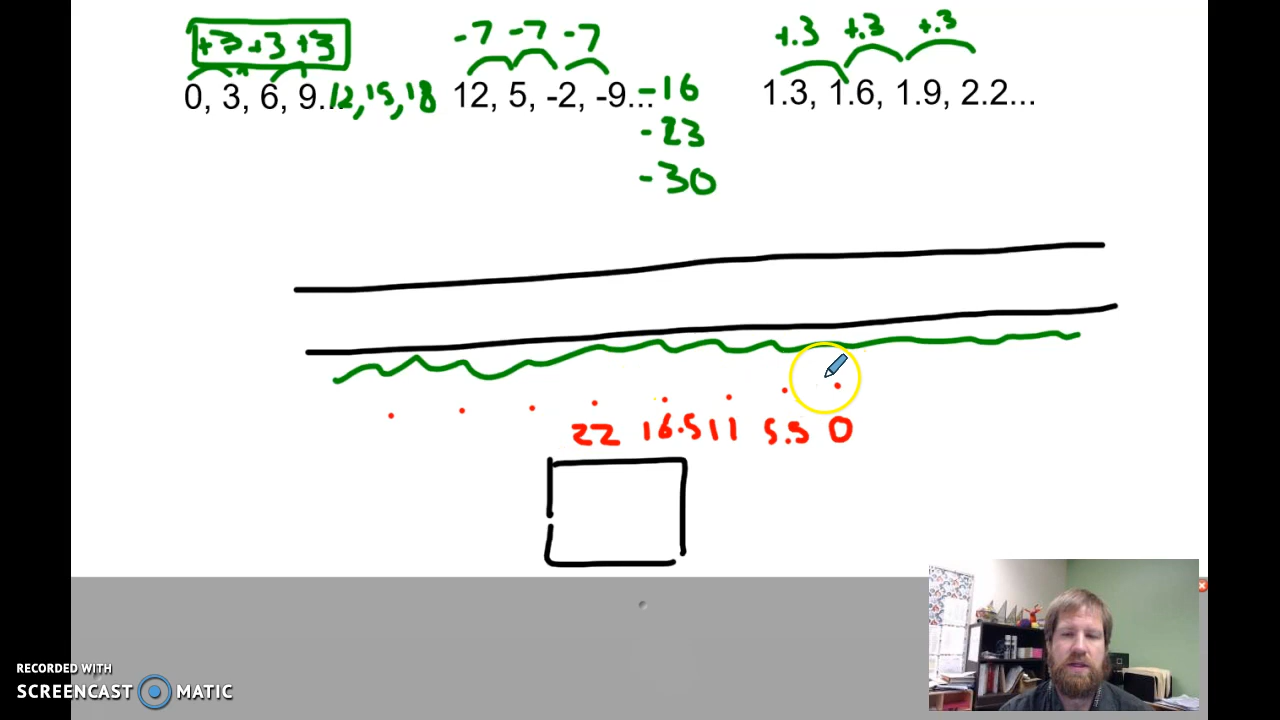 +3 +3 +3
-7 -7 -7
+.3 +.3 +.3
0, 3, 6, 9... 12, 15, 18
12, 5, -2, -9... -16
-23
-30
1.3, 1.6, 1.9, 2.2...
22 16.5 11 5.5 0
RECORDED WITH
SCREENCAST MATIC